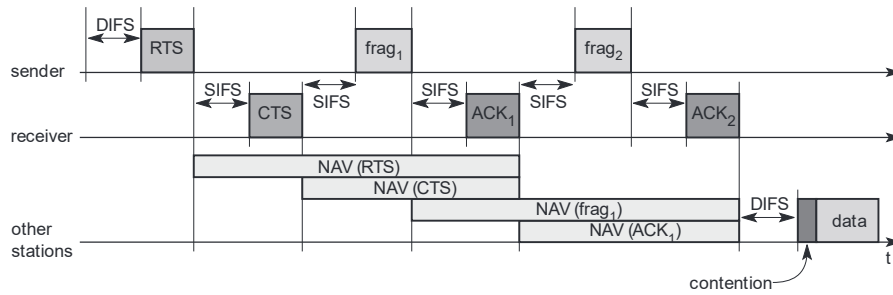 DIFS
RTS frag₁ frag₂
sender t
SIFS SIFS SIFS SIFS SIFS
CTS ACK₁ ACK₂
receiver
NAV (RTS)
NAV (CTS)
NAV (frag₁) DIFS
NAV (ACK₁) data
other
stations
t
contention